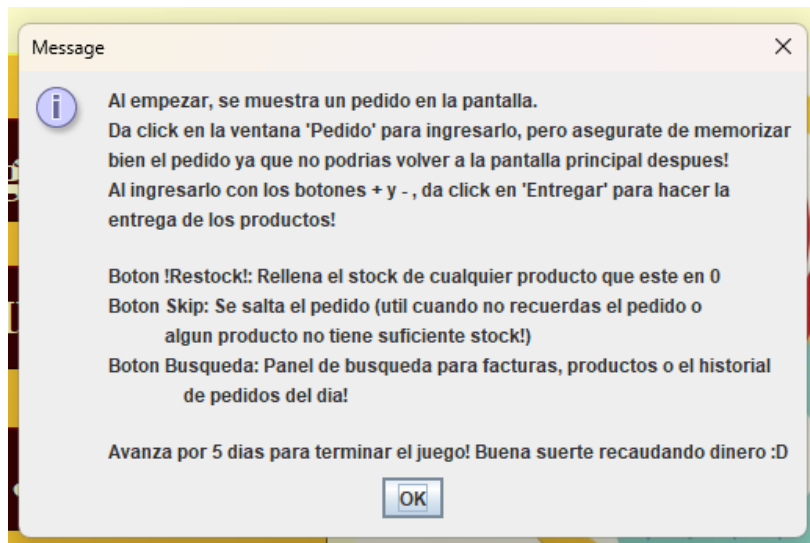 Message
Al empezar, se muestra un pedido en la pantalla.
Da click en la ventana 'Pedido' para ingresarlo, pero asegurate de memorizar
bien el pedido ya que no podrias volver a la pantalla principal despues!
Al ingresarlo con los botones + y - , da click en 'Entregar' para hacer la
entrega de los productos!
Boton !Restock!: Rellena el stock de cualquier producto que este en 0
Boton Skip: Se salta el pedido (util cuando no recuerdas el pedido o
algun producto no tiene suficiente stock!)
Boton Busqueda: Panel de busqueda para facturas, productos o el historial
de pedidos del dia!
Avanza por 5 dias para terminar el juego! Buena suerte recaudando dinero :D
OK